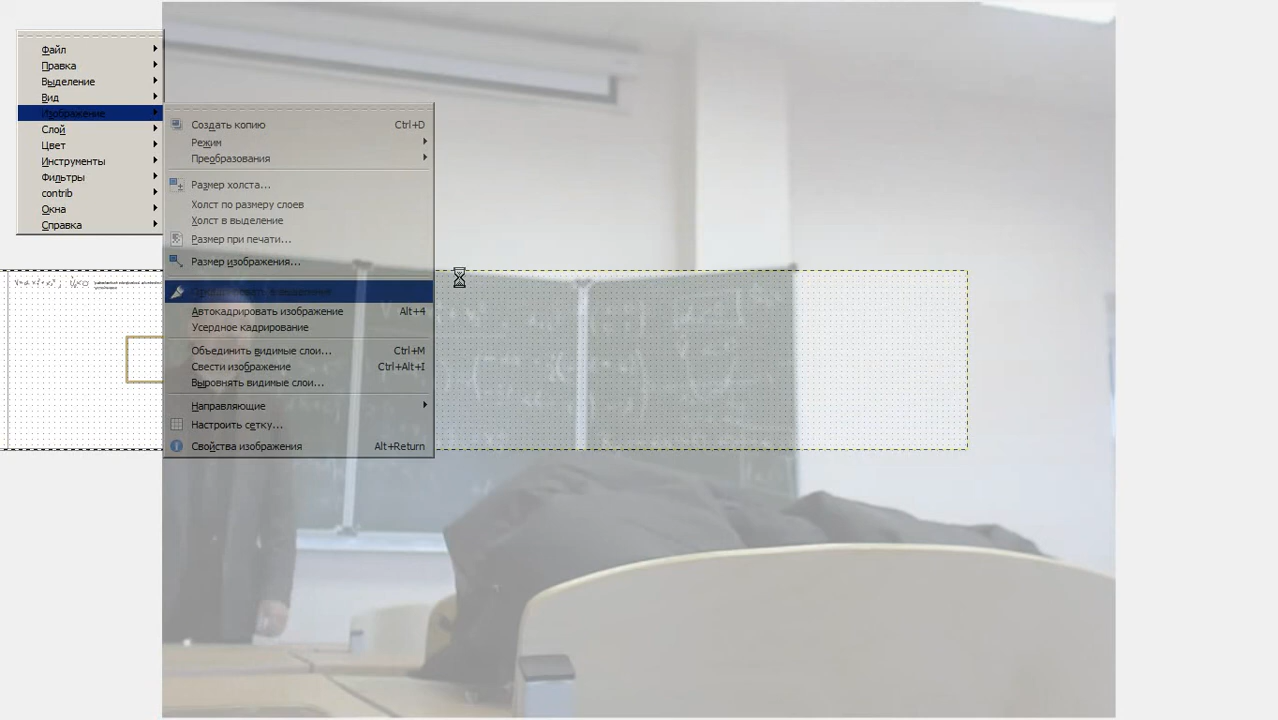 Файл
Правка
Выделение
Вид
Изображение
Слой
Цвет
Инструменты
Фильтры
contrib
Окна
Справка
Создать копию Ctrl+D
Режим
Преобразования
Размер холста...
Холст по размеру слоев
Холст в выделение
Размер при печати...
Размер изображения...
Автокадрировать изображение Alt+4
Усердное кадрирование
Объединить видимые слои... Ctrl+M
Свести изображение Ctrl+Alt+I
Выровнять видимые слои...
Направляющие
Настроить сетку...
Свойства изображения Alt+Return